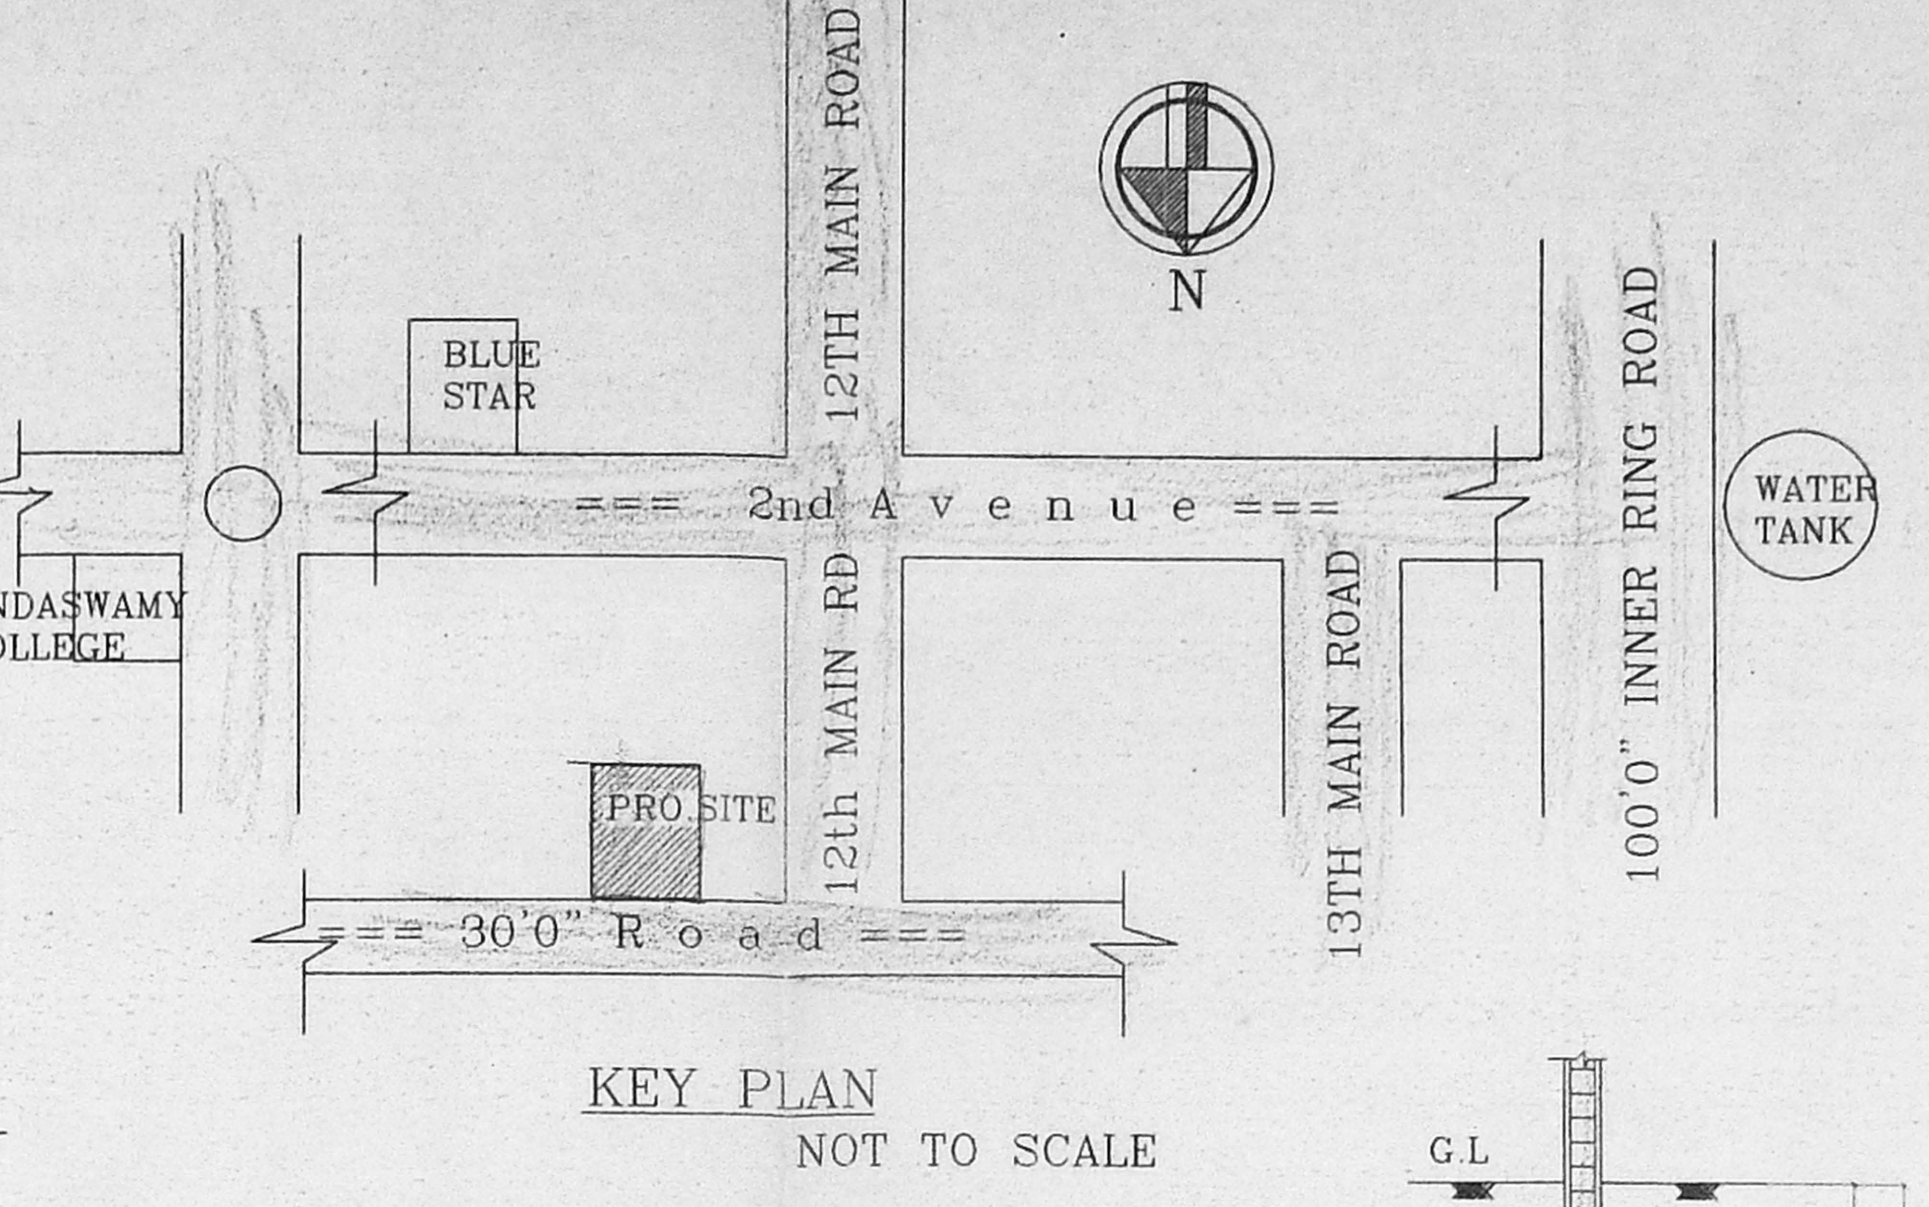 12TH MAIN ROAD
N
BLUE
STAR
100'0" INNER RING ROAD
WATER
TANK
=== 2nd Avenue ===
NDASWAMY
OLLEGE
12th MAIN RD
13TH MAIN ROAD
PRO.SITE
=== 30'0" Road ===
KEY PLAN
NOT TO SCALE
G.L